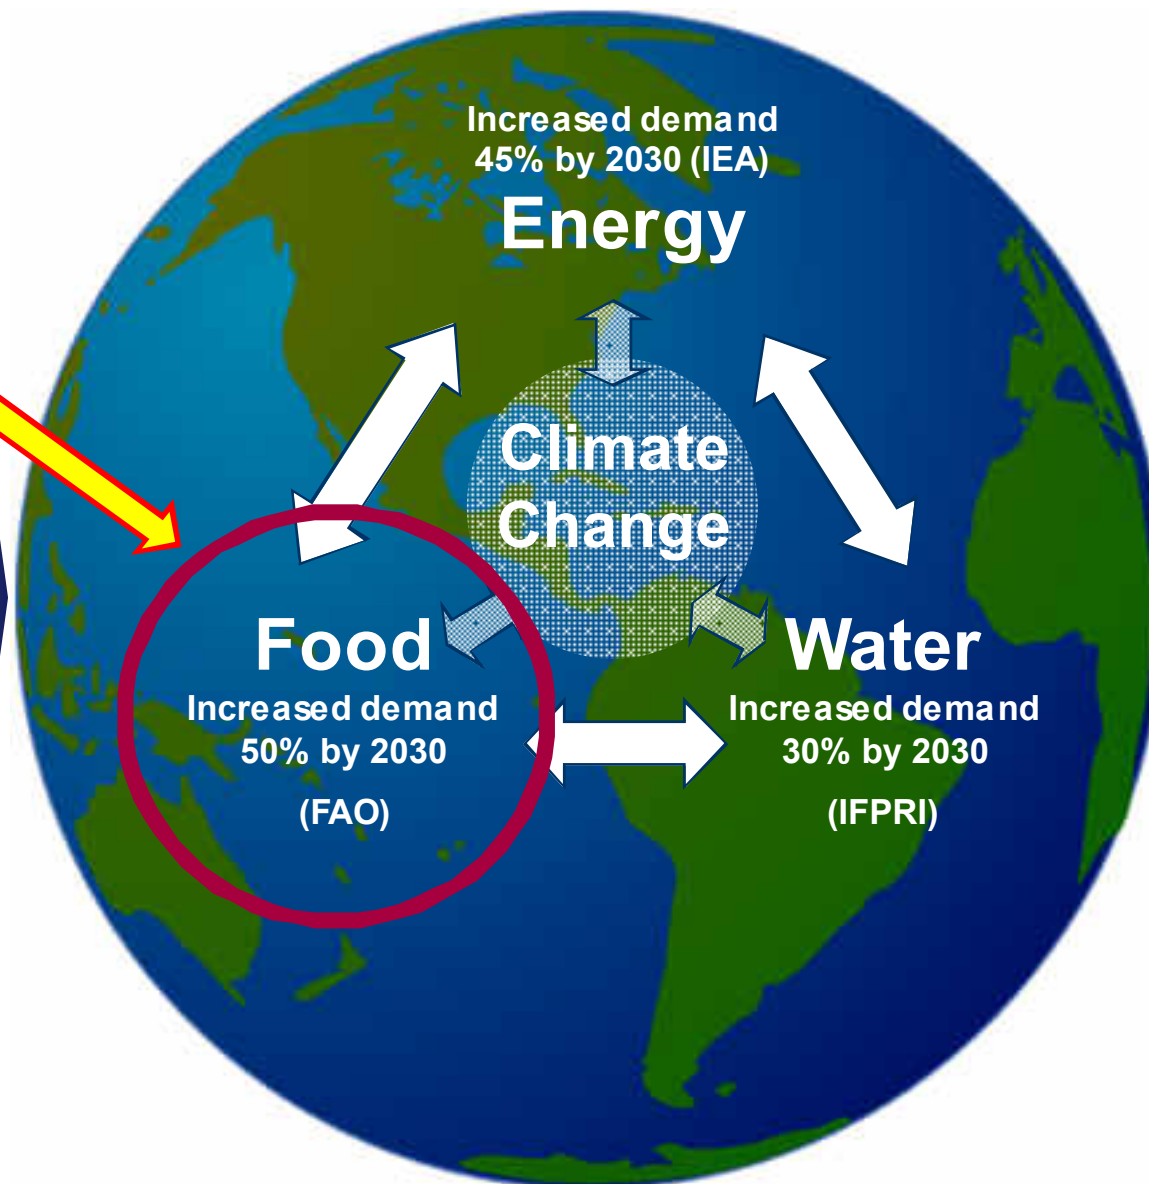 Increased demand
45% by 2030 (IEA)
Energy
Climate
Change
Food
Increased demand
50% by 2030
(FAO)
Water
Increased demand
30% by 2030
(IFPRI)